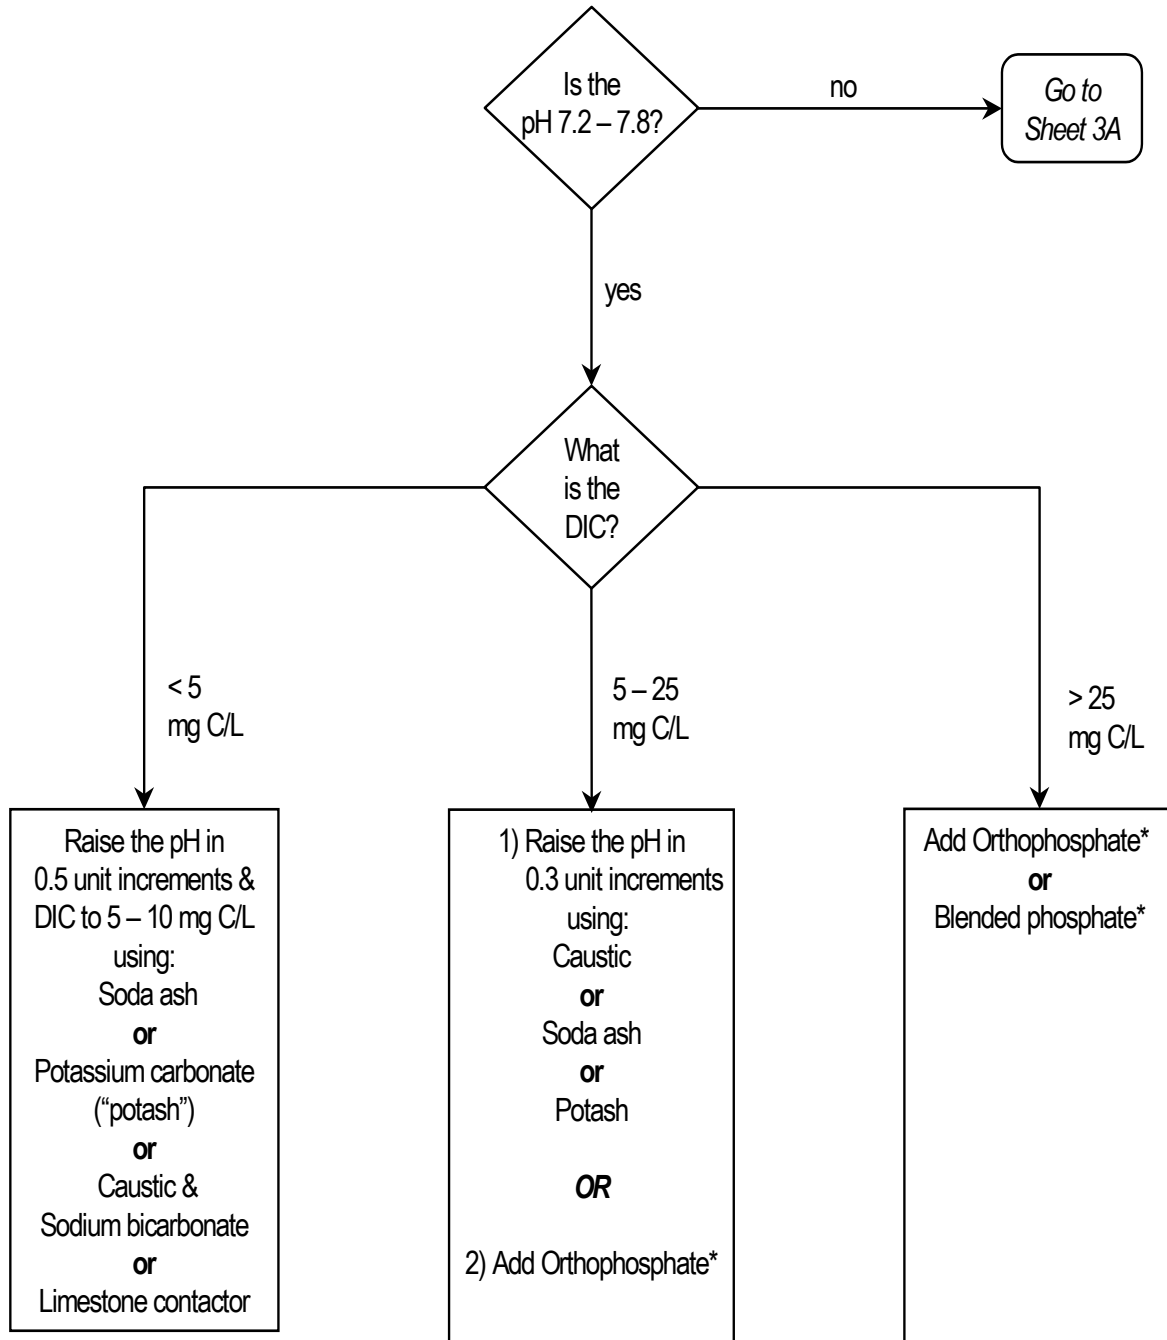 Is the
pH 7.2 – 7.8?
no
Go to
Sheet 3A
yes
What
is the
DIC?
< 5
mg C/L
5 – 25
mg C/L
> 25
mg C/L
Raise the pH in
0.5 unit increments &
DIC to 5 – 10 mg C/L
using:
Soda ash
or
Potassium carbonate
(“potash”)
or
Caustic &
Sodium bicarbonate
or
Limestone contactor
1) Raise the pH in
0.3 unit increments
using:
Caustic
or
Soda ash
or
Potash
OR
2) Add Orthophosphate*
Add Orthophosphate*
or
Blended phosphate*